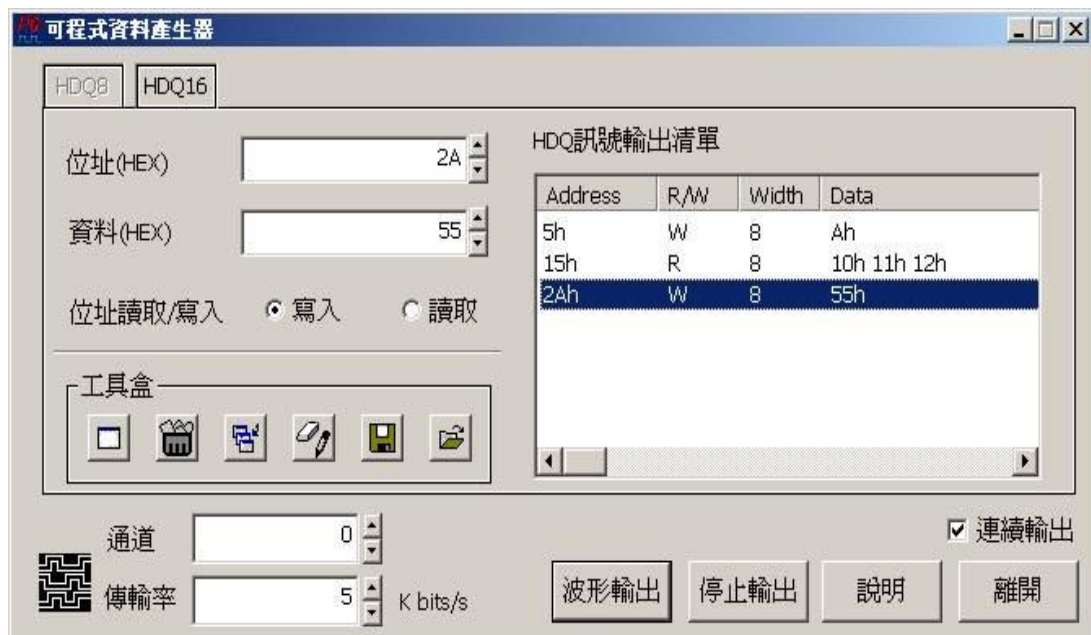 可程式資料產生器
HDQ8 HDQ16
位址(HEX) 2A
資料(HEX) 55
位址讀取/寫入 寫入 讀取
工具盒
HDQ訊號輸出清單
Address R/W Width Data
5h W 8 Ah
15h R 8 10h 11h 12h
2Ah W 8 55h
通道 0
傳輸率 5 K bits/s
連續輸出
波形輸出 停止輸出 說明 離開